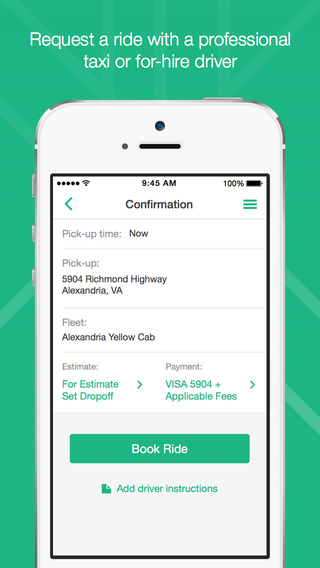 Request a ride with a professional
taxi or for-hire driver
9:45 AM
100%
Confirmation
Pick-up time: Now
Pick-up:
5904 Richmond Highway
Alexandria, VA
Fleet:
Alexandria Yellow Cab
Estimate:
Payment:
For Estimate
Set Dropoff
VISA 5904 +
Applicable Fees
Book Ride
Add driver instructions